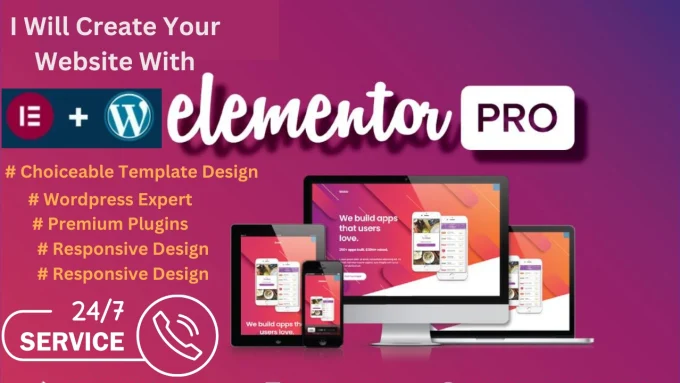 I Will Create Your
Website With
elementor PRO
# Choiceable Template Design
# Wordpress Expert
# Premium Plugins
# Responsive Design
# Responsive Design
24/7
SERVICE
We build apps
that users
love.
We build apps th
users love.